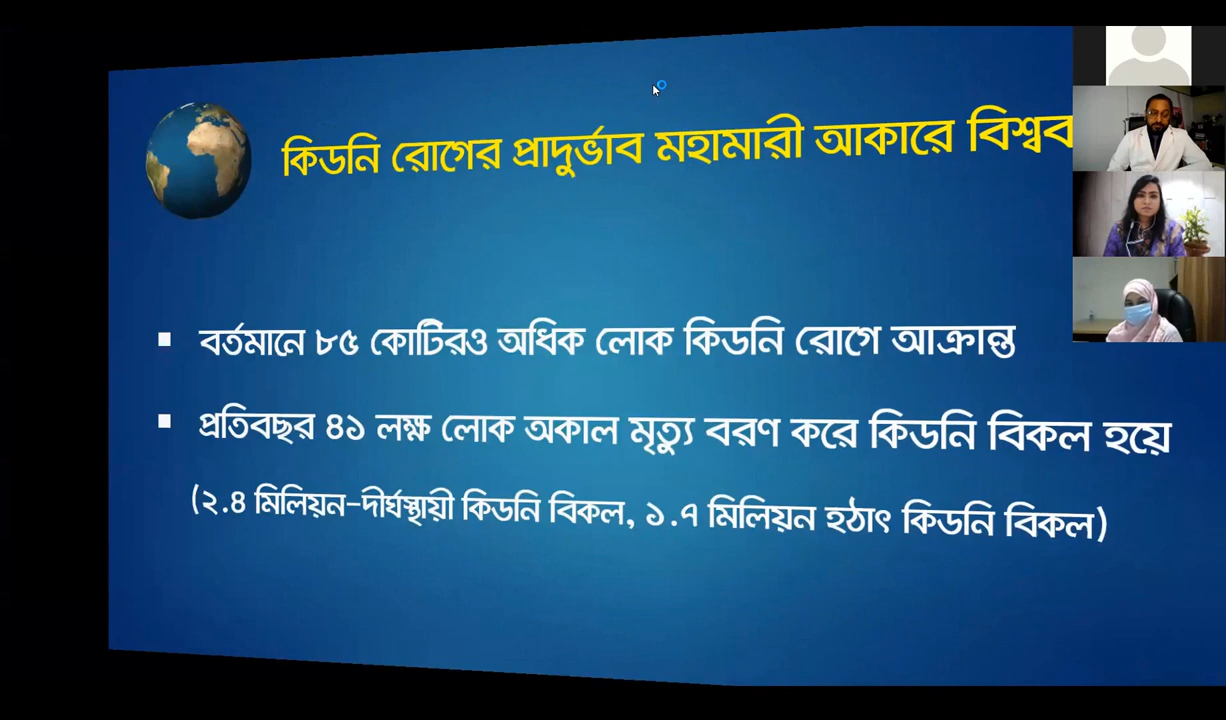 কিডনি রোগের প্রাদুর্ভাব মহামারী আকারে
বর্তমানে ৮৫ কোটিরও অধিক লোক কিডনি রোগে আক্রান্ত
প্রতিবছর ৪১ লক্ষ লোক অকাল মৃত্যু বরণ করে কিডনি বিকল হয়ে
(২.৪ মিলিয়ন-দীর্ঘস্থায়ী কিডনি বিকল, ১.৭ মিলিয়ন হঠাৎ কিডনি বিকল)